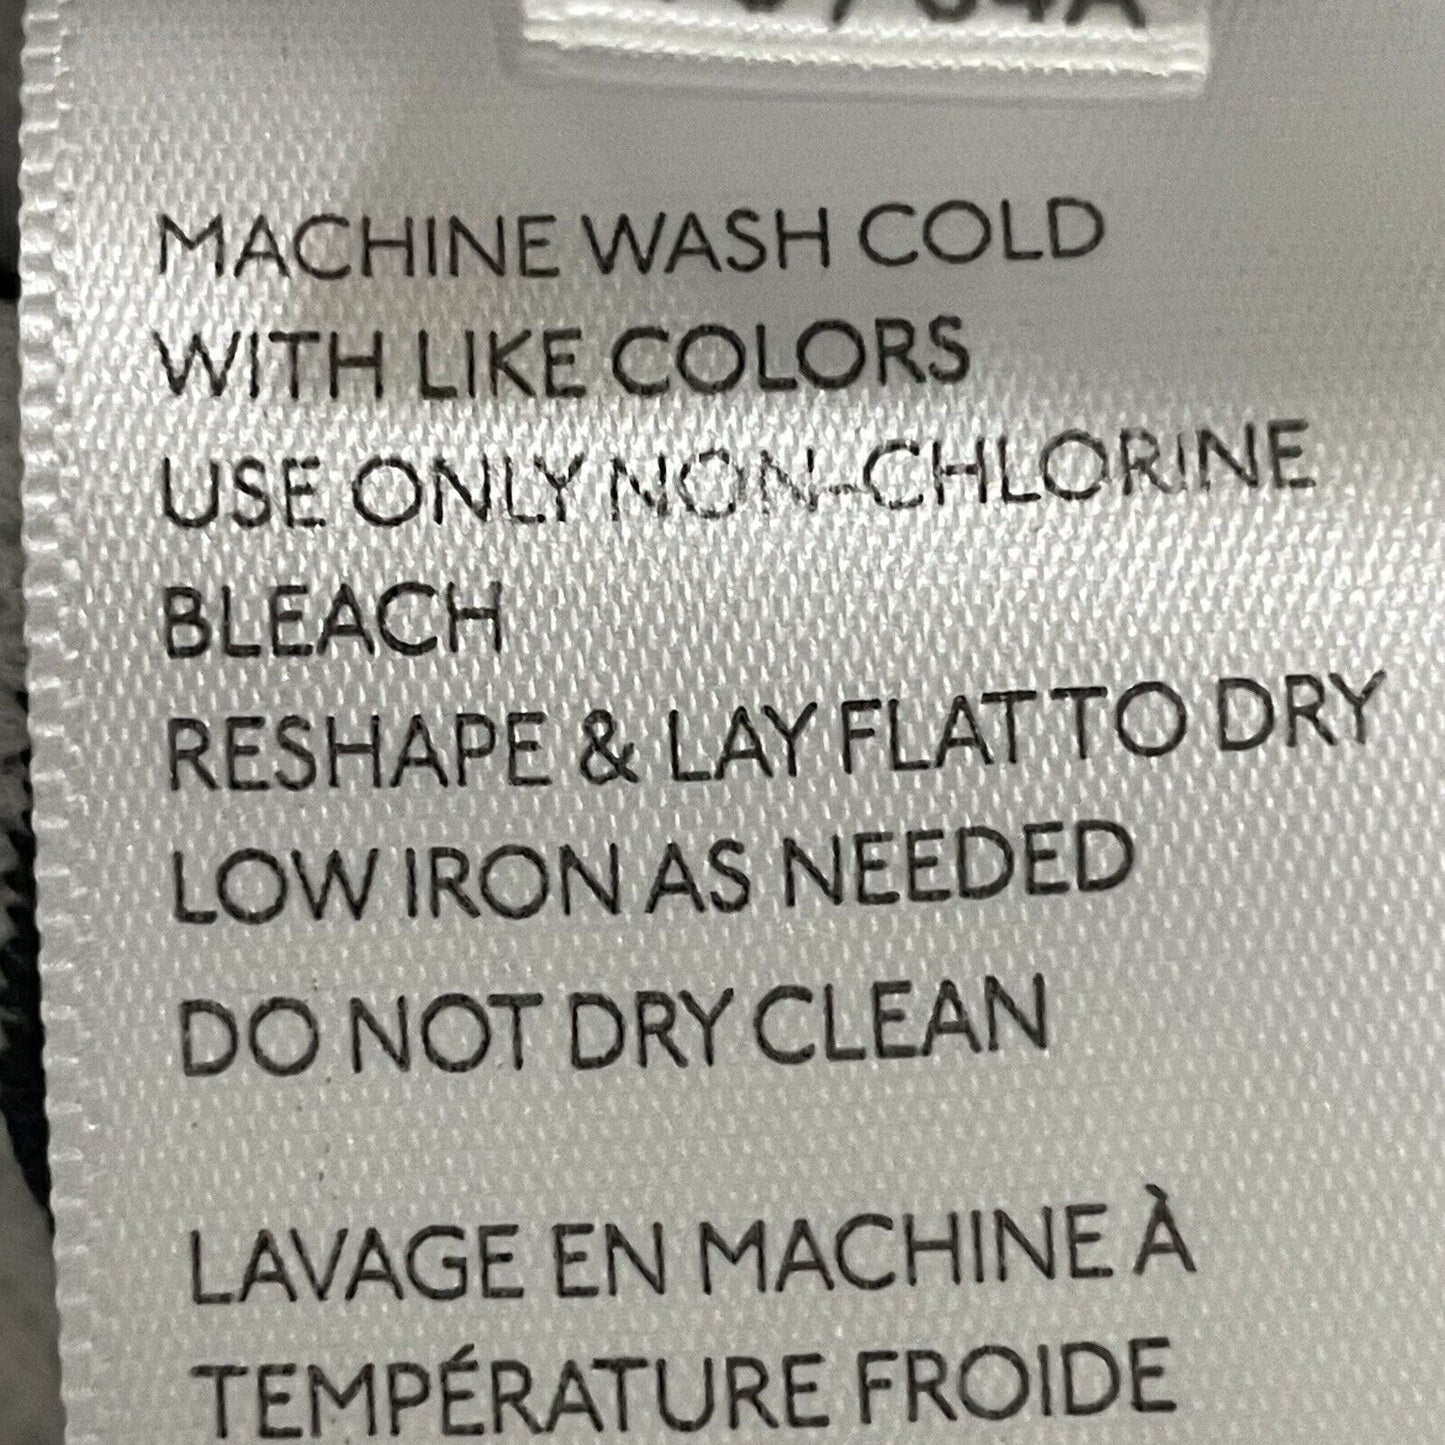 MACHINE WASH COLD
WITH LIKE COLORS
USE ONLY NON-CHLORINE
BLEACH
RESHAPE & LAY FLAT TO DRY
LOW IRON AS NEEDED
DO NOT DRY CLEAN
LAVAGE EN MACHINE À
TEMPÉRATURE FROIDE